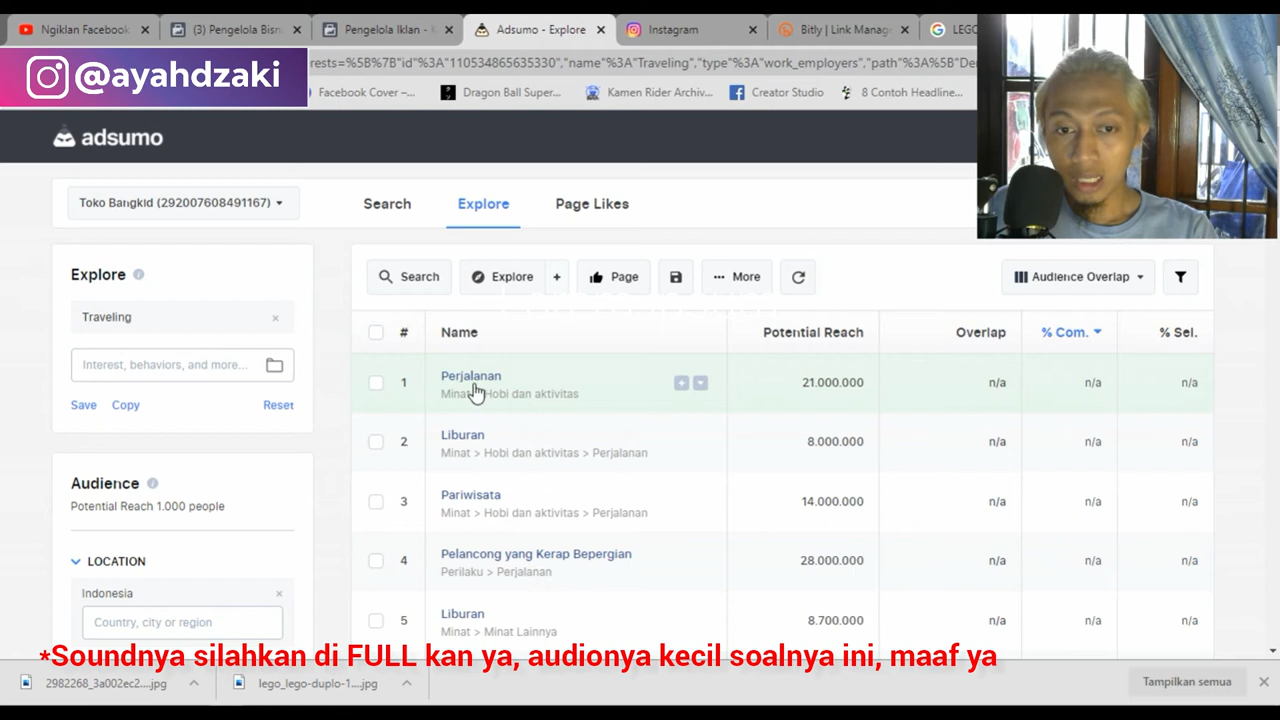 Ngiklan Facebook
(3) Pengelola Bisn
Pengelola Iklan - K
Adsumo - Explore
Instagram
Bitly | Link Manage
LEGO
@ayahdzaki
rests=%5B%7B"id"%3A"110534865635330","name"%3A"Traveling","type"%3A"work_employers","path"%3A%5B"De
Facebook Cover –...
Dragon Ball Super...
Kamen Rider Archiv...
Creator Studio
8 Contoh Headline...
adsumo
Toko Bangkid (292007608491167)
Search
Explore
Page Likes
Explore
Search
Explore
+
Page
More
Audience Overlap
Traveling
#
Name
Potential Reach
Overlap
% Com.
% Sel.
Interest, behaviors, and more...
1
Perjalanan
21.000.000
n/a
n/a
n/a
Minat > Hobi dan aktivitas
Save
Copy
Reset
2
Liburan
8.000.000
n/a
n/a
n/a
Minat > Hobi dan aktivitas > Perjalanan
Audience
Potential Reach 1.000 people
3
Pariwisata
14.000.000
n/a
n/a
n/a
Minat > Hobi dan aktivitas > Perjalanan
LOCATION
4
Pelancong yang Kerap Bepergian
28.000.000
n/a
n/a
n/a
Perilaku > Perjalanan
Indonesia
Country, city or region
5
Liburan
8.700.000
n/a
n/a
n/a
Minat > Minat Lainnya
*Soundnya silahkan di FULL kan ya, audionya kecil soalnya ini, maaf ya
2982268_3a002ec2....jpg
lego_lego-duplo-1....jpg
Tampilkan semua